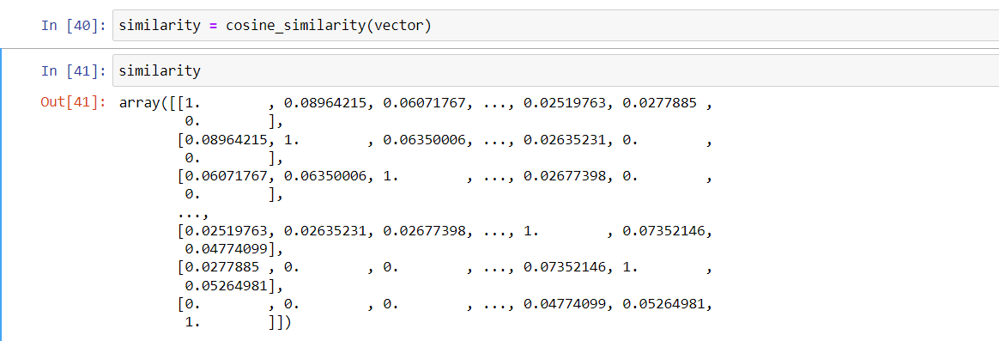 In [40]: similarity = cosine_similarity(vector)
In [41]: similarity
Out[41]: array([[1.        , 0.08964215, 0.06071767, ..., 0.02519763, 0.0277885 ,
        0.        ],
       [0.08964215, 1.        , 0.06350006, ..., 0.02635231, 0.        ,
        0.        ],
       [0.06071767, 0.06350006, 1.        , ..., 0.02677398, 0.        ,
        0.        ],
       ...,
       [0.02519763, 0.02635231, 0.02677398, ..., 1.        , 0.07352146,
        0.04774099],
       [0.0277885 , 0.        , 0.        , ..., 0.07352146, 1.        ,
        0.05264981],
       [0.        , 0.        , 0.        , ..., 0.04774099, 0.05264981,
        1.        ]])